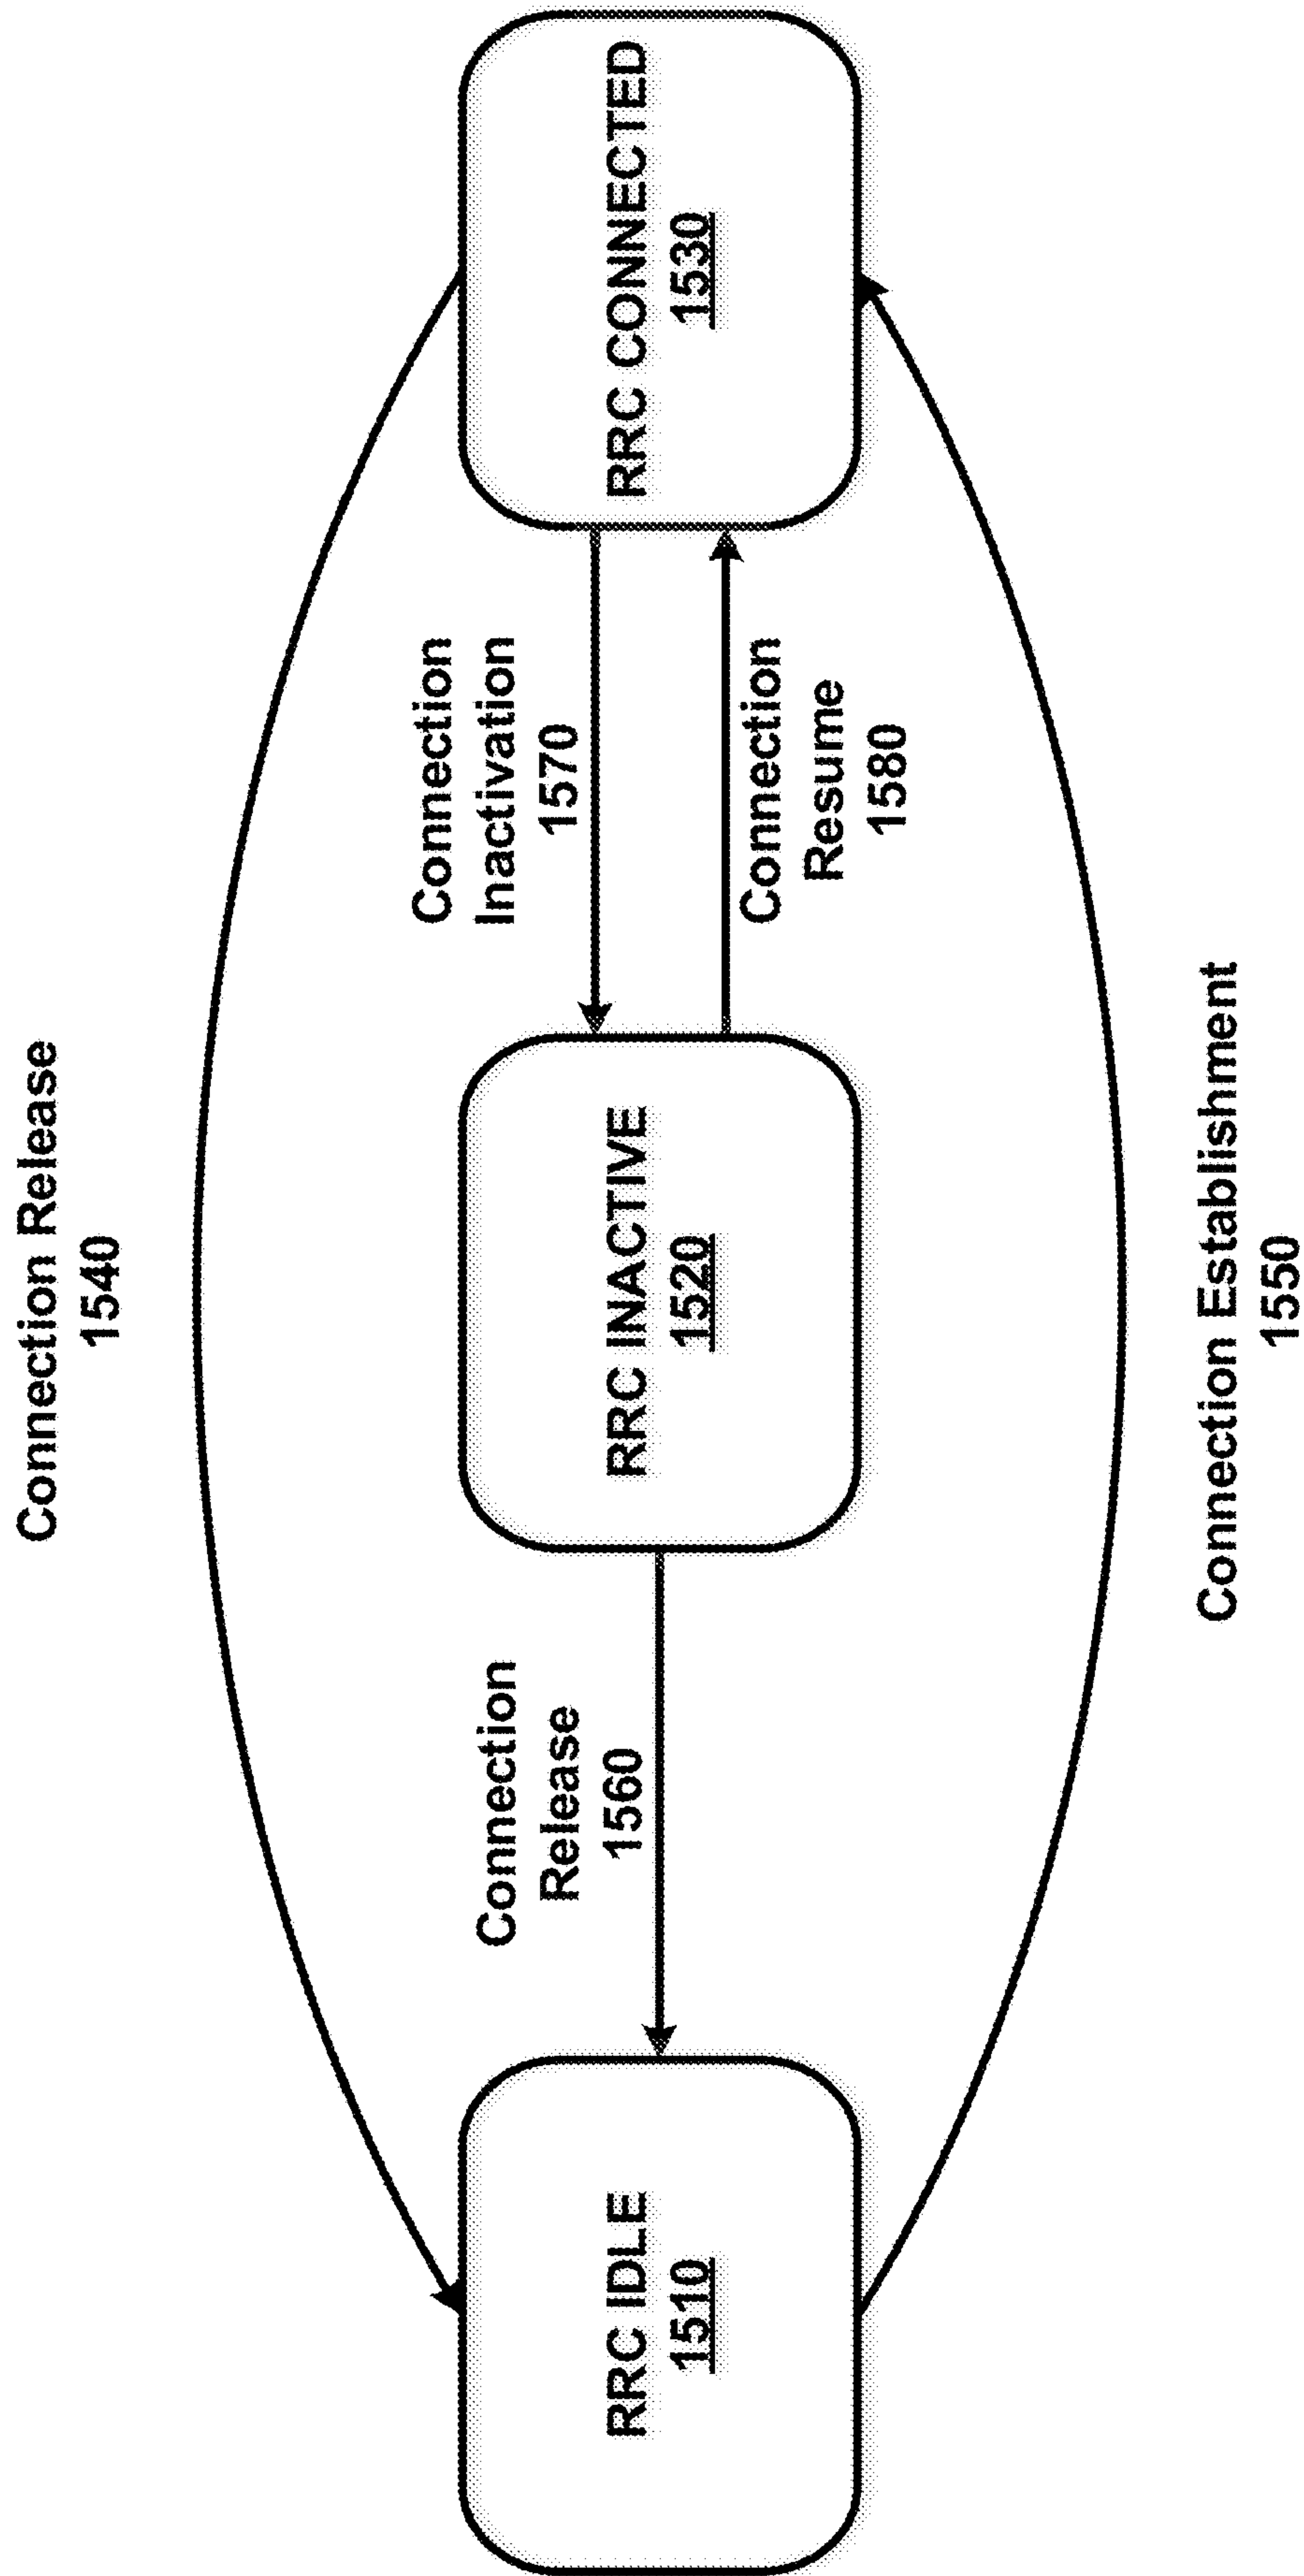 Connection Release
1540
RRC IDLE
1510
Connection
Release
1560
RRC INACTIVE
1520
Connection
Inactivation
1570
Connection
Resume
1580
RRC CONNECTED
1530
Connection Establishment
1550